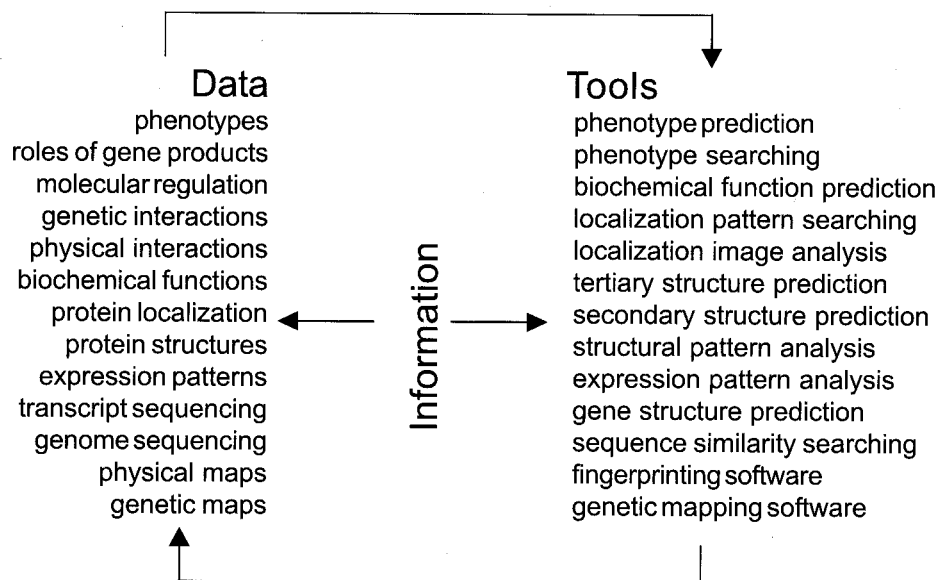 Data
phenotypes
roles of gene products
molecular regulation
genetic interactions
physical interactions
biochemical functions
protein localization
protein structures
expression patterns
transcript sequencing
genome sequencing
physical maps
genetic maps
Information
Tools
phenotype prediction
phenotype searching
biochemical function prediction
localization pattern searching
localization image analysis
tertiary structure prediction
secondary structure prediction
structural pattern analysis
expression pattern analysis
gene structure prediction
sequence similarity searching
fingerprinting software
genetic mapping software